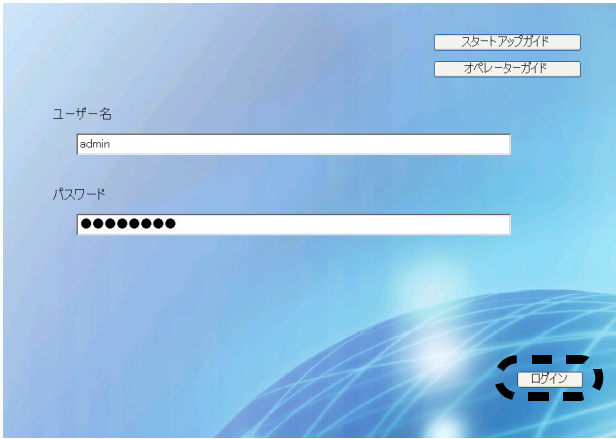 スタートアップガイド
オペレーターガイド
ユーザー名
admin
パスワード
●●●●●●●●
ログイン